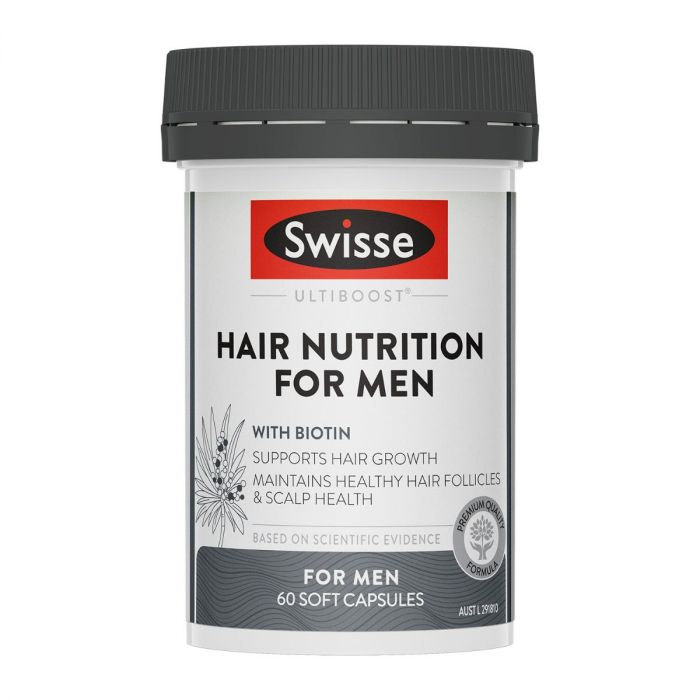 Swisse
ULTIBOOST®
HAIR NUTRITION
FOR MEN
WITH BIOTIN
SUPPORTS HAIR GROWTH
MAINTAINS HEALTHY HAIR FOLLICLES
& SCALP HEALTH
BASED ON SCIENTIFIC EVIDENCE
PREMIUM QUALITY
FORMULA
FOR MEN
60 SOFT CAPSULES
AUST L 291810